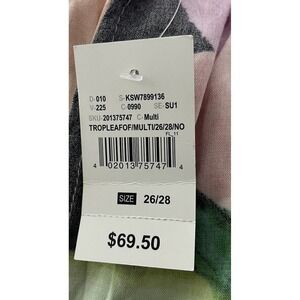 D-010 S-KSW7899136
V-225 C-0990 SE-SU1
SKU-201375747 C-Multi
TROPLEAFOF/MULTI/26/28/NO
FL_11
4 02013 75747 4
SIZE 26/28
$69.50